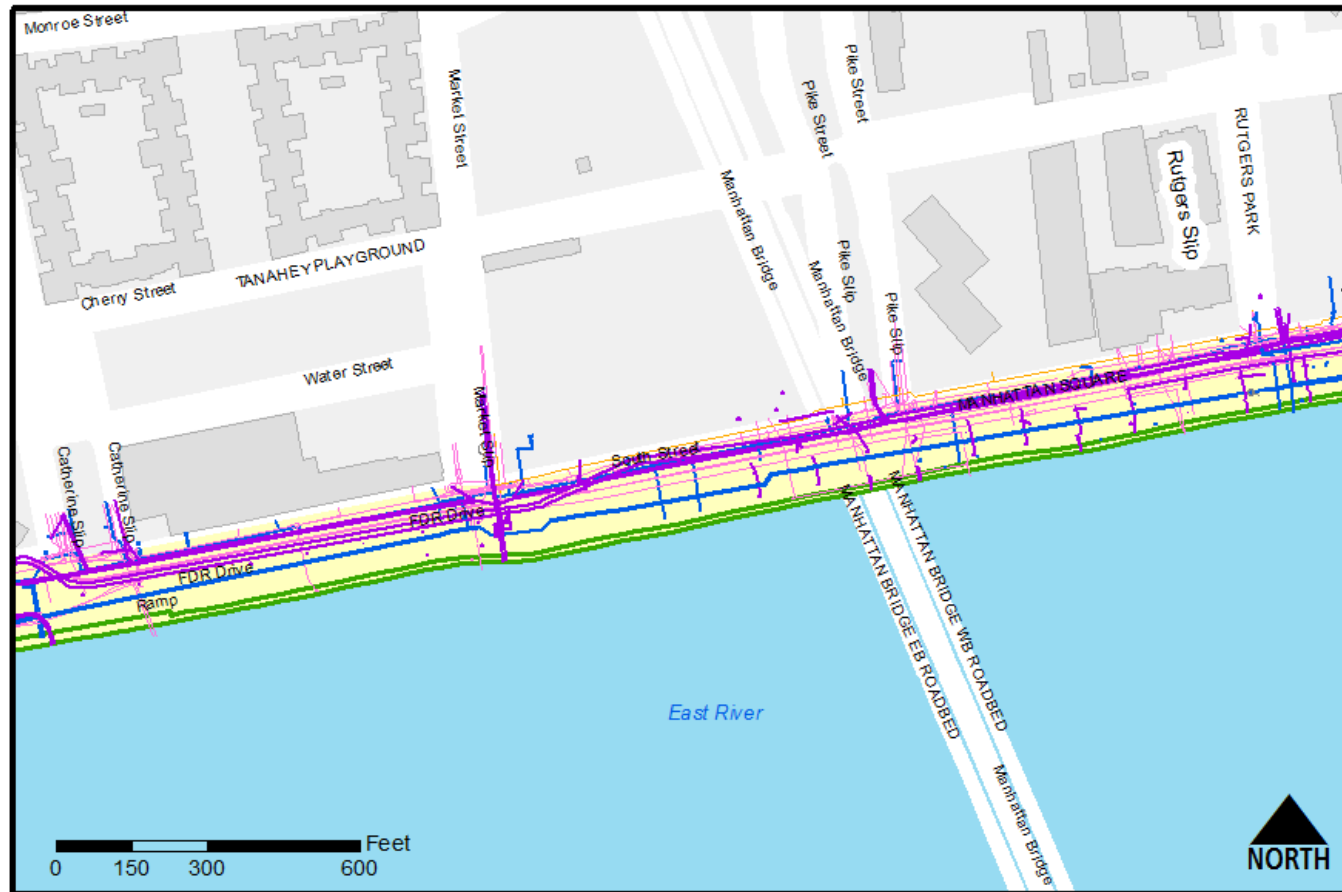 Monroe Street
Market Street
Pike Street
Pike Street
RUTGERS PARK
Rutgers Slip
Manhattan Bridge
TANAHEY PLAYGROUND
Cherry Street
Pike Slip
Manhattan Bridge
Pike Slip
Water Street
MANHATTAN SQUARE
Market Slip
South Street
Catherine Slip
Catherine Slip
FDR Drive
FDR Drive
Ramp
MANHATTAN BRIDGE EB ROADBED
MANHATTAN BRIDGE WB ROADBED
East River
Manhattan Bridge
Feet
0 150 300 600
NORTH